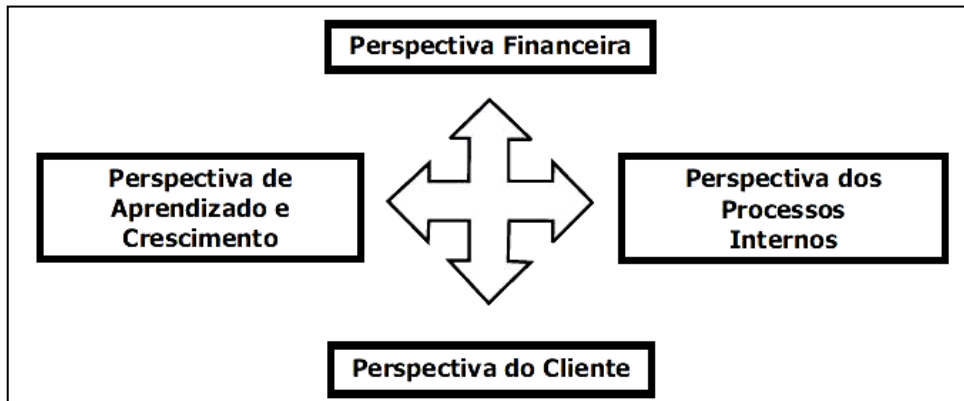 Perspectiva Financeira
Perspectiva de
Aprendizado e
Crescimento
Perspectiva dos
Processos
Internos
Perspectiva do Cliente